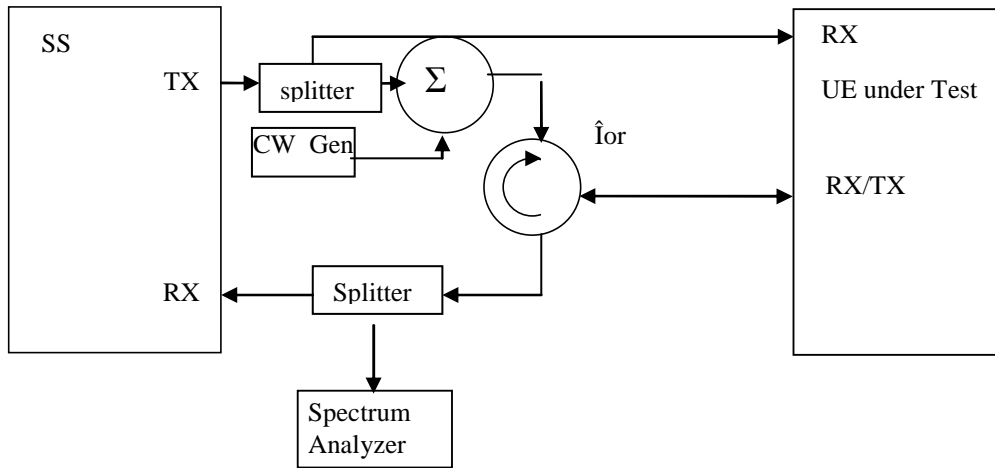 SS
TX
splitter
Σ
CW Gen
Îor
RX
UE under Test
RX/TX
RX
Splitter
Spectrum
Analyzer